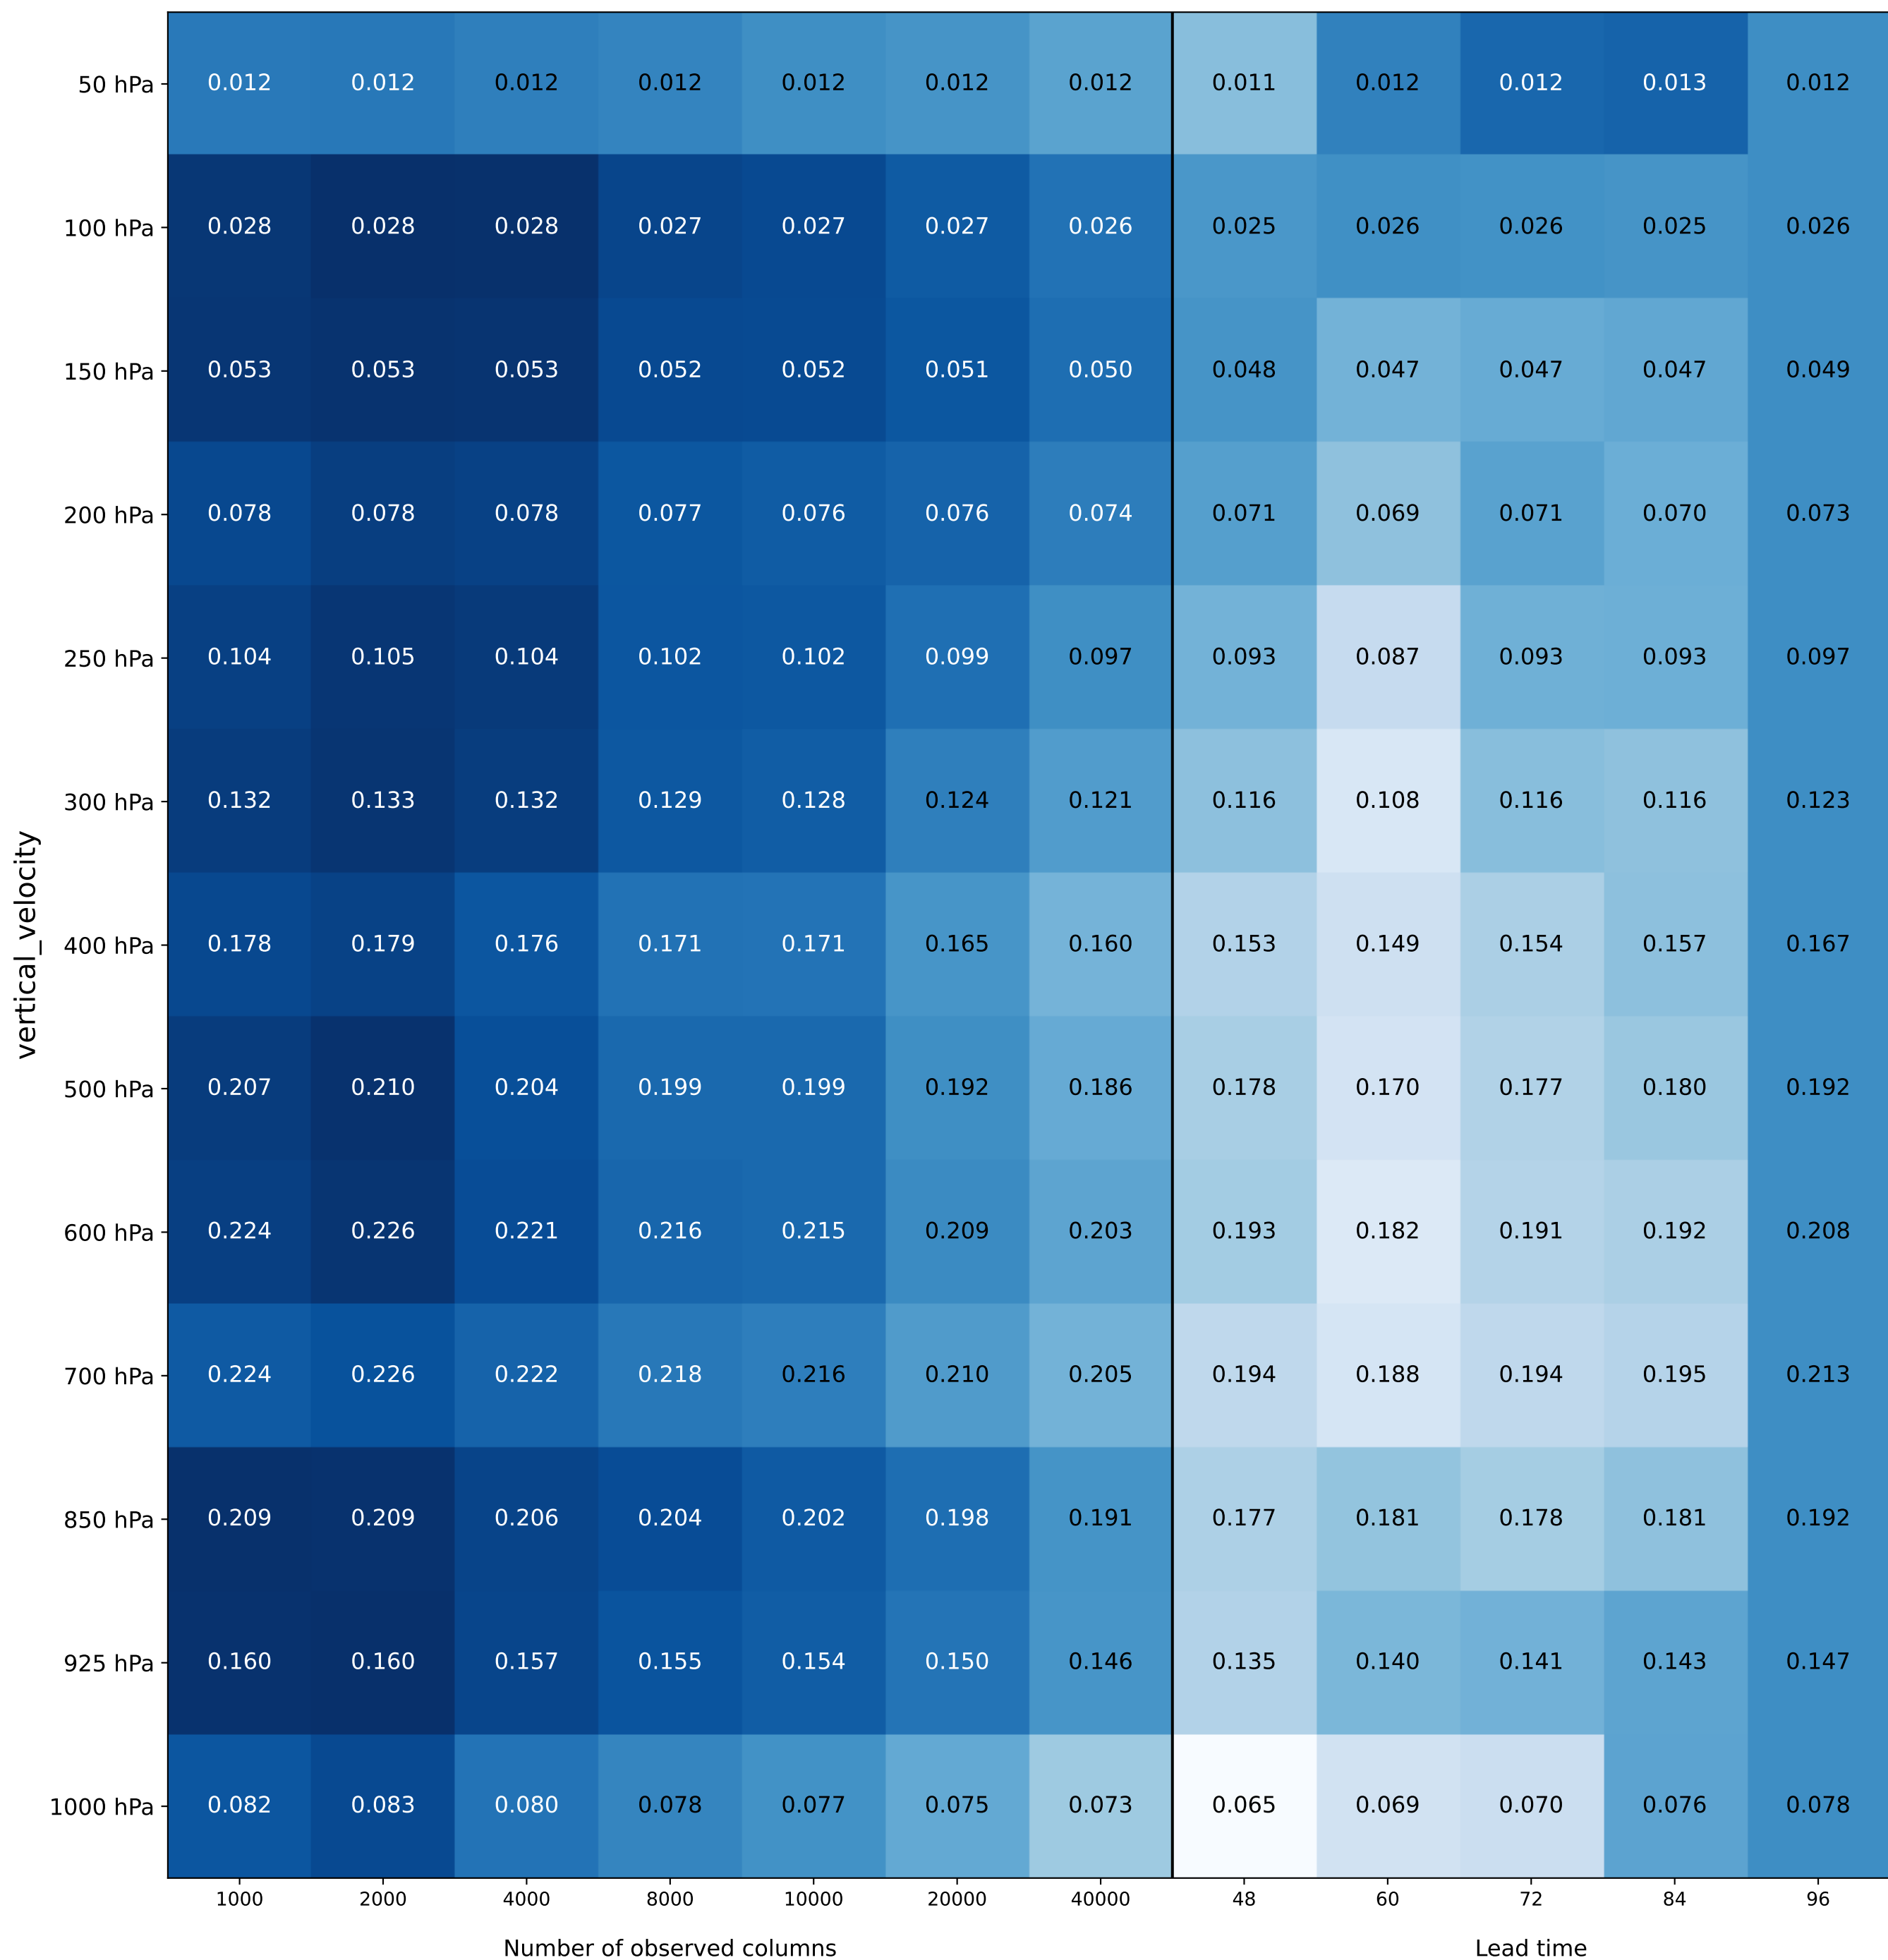 vertical_velocity
50 hPa 0.012 0.012 0.012 0.012 0.012 0.012 0.012 0.011 0.012 0.012 0.013 0.012
100 hPa 0.028 0.028 0.028 0.027 0.027 0.027 0.026 0.025 0.026 0.026 0.025 0.026
150 hPa 0.053 0.053 0.053 0.052 0.052 0.051 0.050 0.048 0.047 0.047 0.047 0.049
200 hPa 0.078 0.078 0.078 0.077 0.076 0.076 0.074 0.071 0.069 0.071 0.070 0.073
250 hPa 0.104 0.105 0.104 0.102 0.102 0.099 0.097 0.093 0.087 0.093 0.093 0.097
300 hPa 0.132 0.133 0.132 0.129 0.128 0.124 0.121 0.116 0.108 0.116 0.116 0.123
400 hPa 0.178 0.179 0.176 0.171 0.171 0.165 0.160 0.153 0.149 0.154 0.157 0.167
500 hPa 0.207 0.210 0.204 0.199 0.199 0.192 0.186 0.178 0.170 0.177 0.180 0.192
600 hPa 0.224 0.226 0.221 0.216 0.215 0.209 0.203 0.193 0.182 0.191 0.192 0.208
700 hPa 0.224 0.226 0.222 0.218 0.216 0.210 0.205 0.194 0.188 0.194 0.195 0.213
850 hPa 0.209 0.209 0.206 0.204 0.202 0.198 0.191 0.177 0.181 0.178 0.181 0.192
925 hPa 0.160 0.160 0.157 0.155 0.154 0.150 0.146 0.135 0.140 0.141 0.143 0.147
1000 hPa 0.082 0.083 0.080 0.078 0.077 0.075 0.073 0.065 0.069 0.070 0.076 0.078
1000 2000 4000 8000 10000 20000 40000 48 60 72 84 96
Number of observed columns Lead time